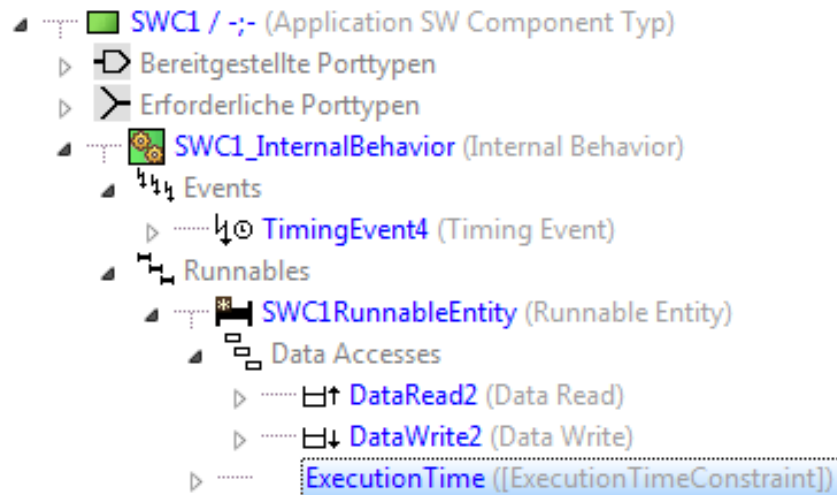 SWC1 / -;- (Application SW Component Typ)
Bereitgestellte Porttypen
Erforderliche Porttypen
SWC1_InternalBehavior (Internal Behavior)
Events
TimingEvent4 (Timing Event)
Runnables
SWC1RunnableEntity (Runnable Entity)
Data Accesses
DataRead2 (Data Read)
DataWrite2 (Data Write)
ExecutionTime ([ExecutionTimeConstraint])